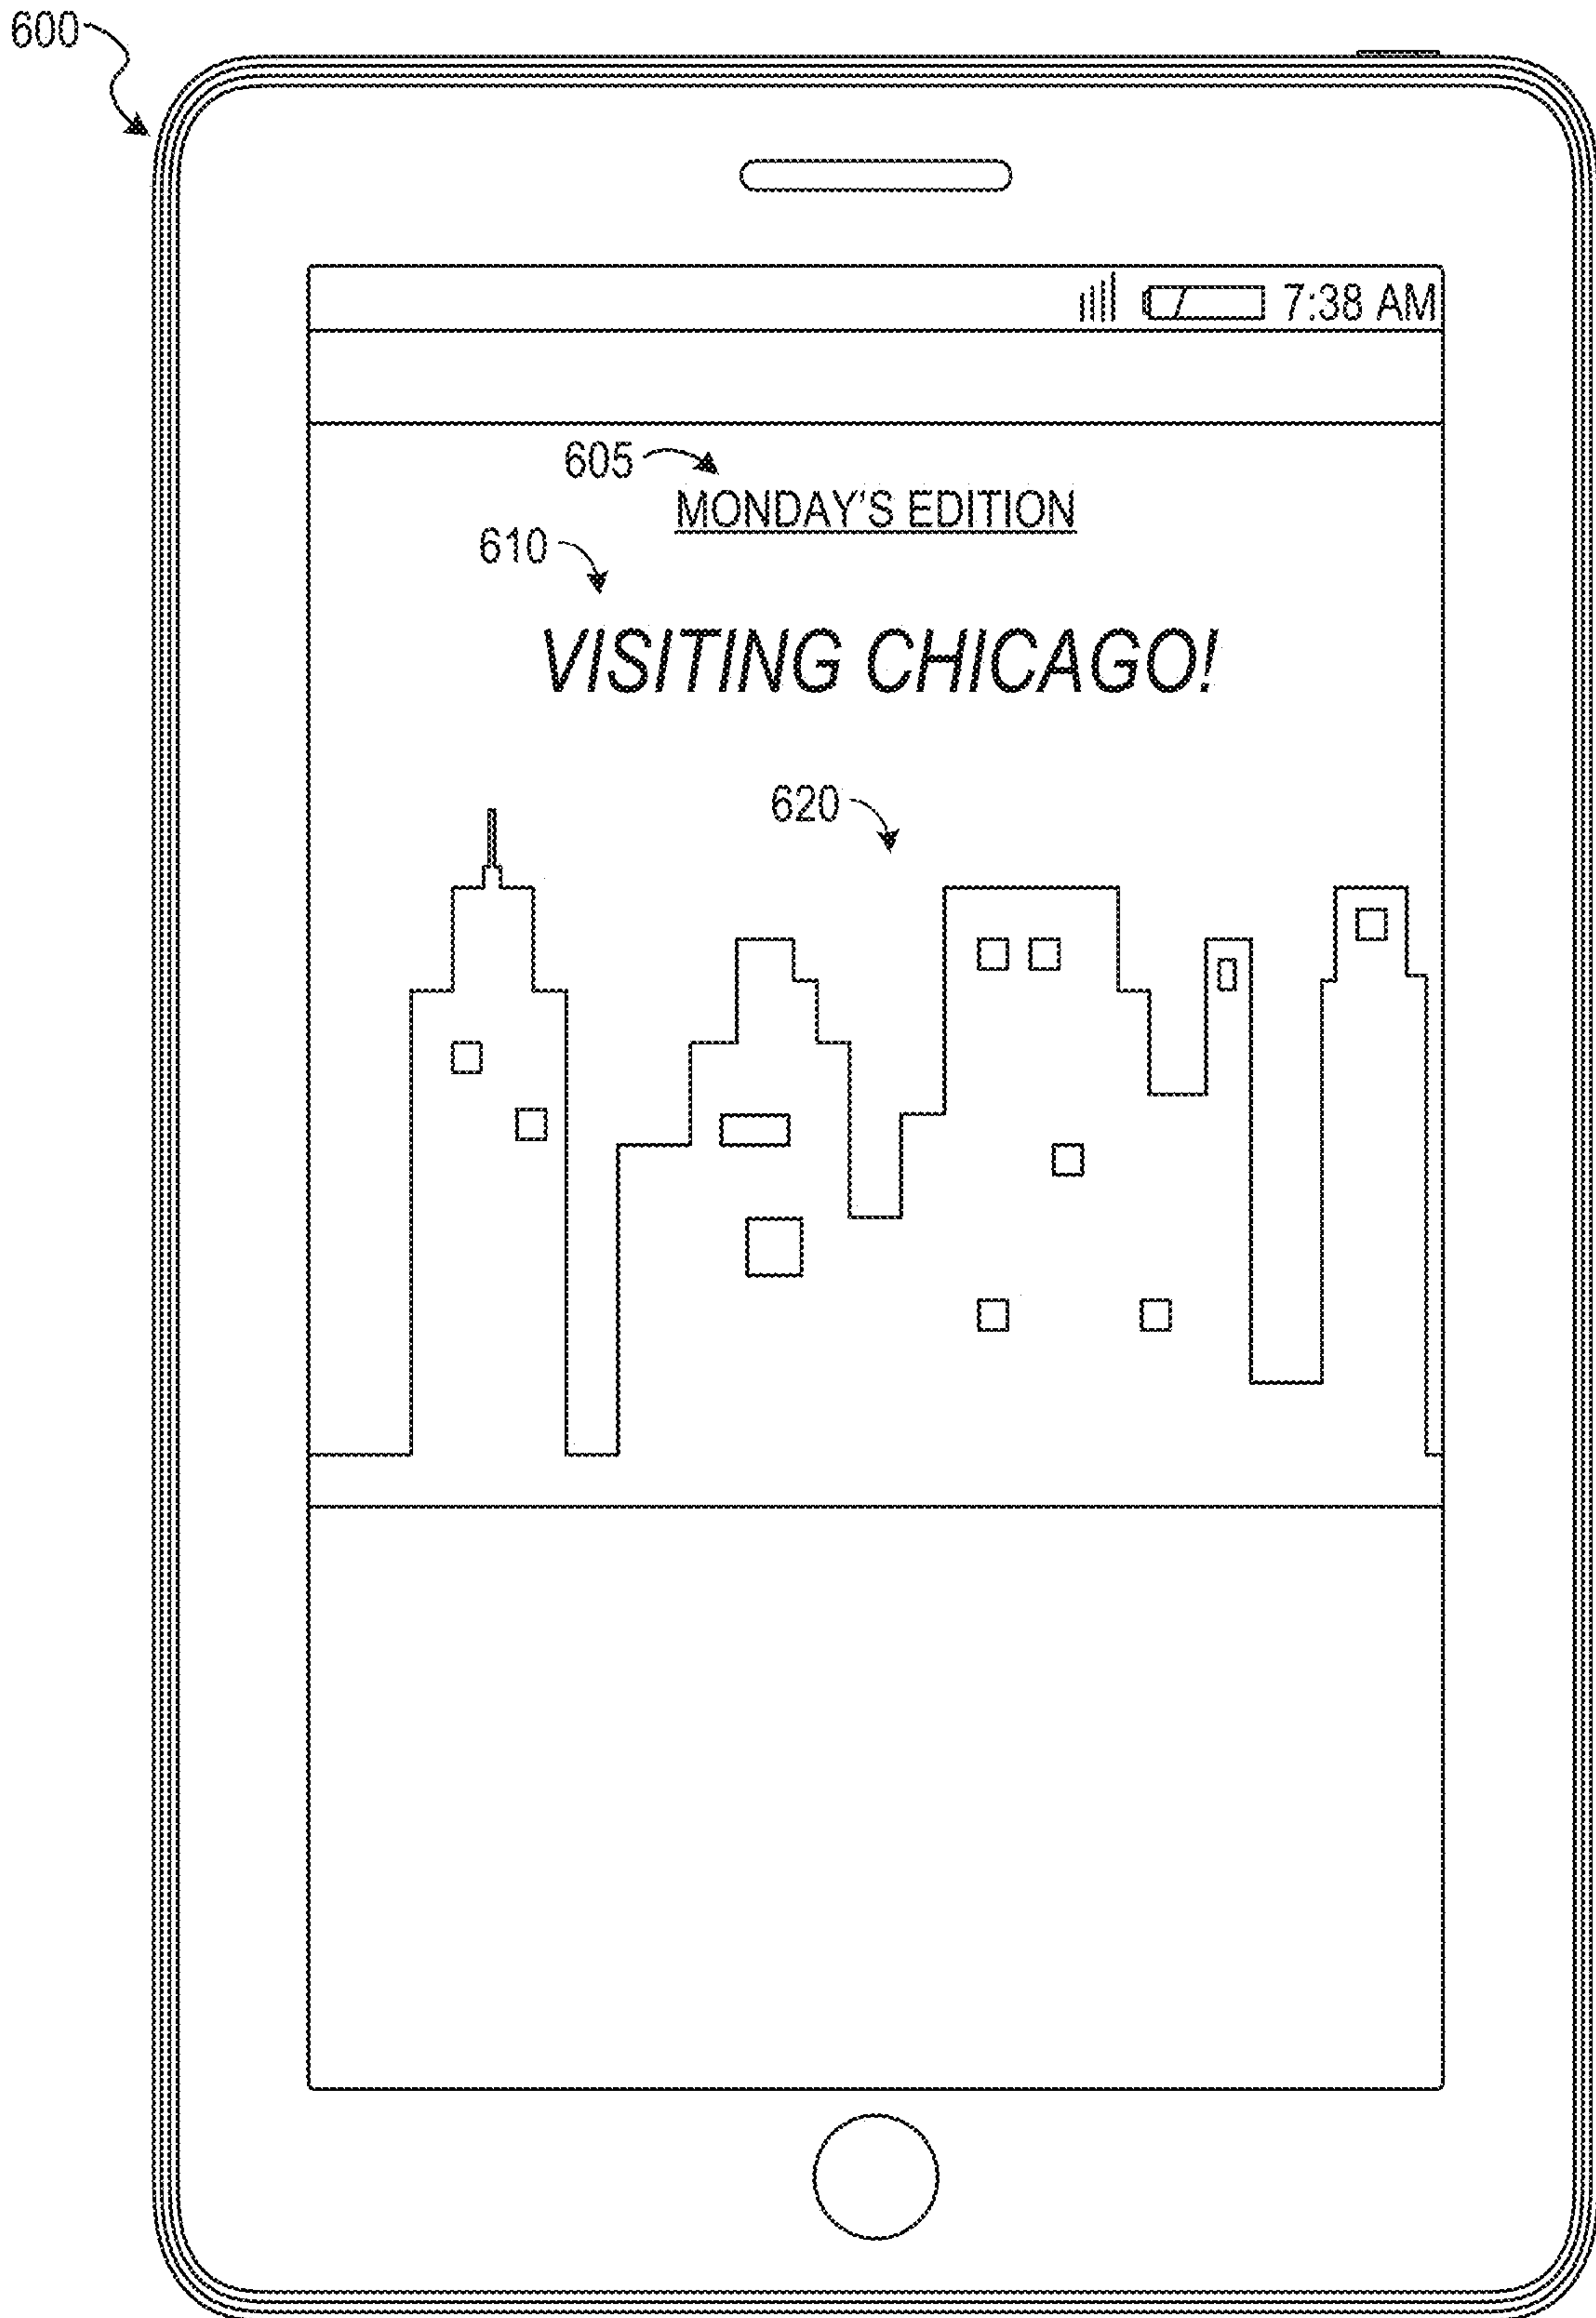 600
7:38 AM
605
MONDAY'S EDITION
610
VISITING CHICAGO!
620